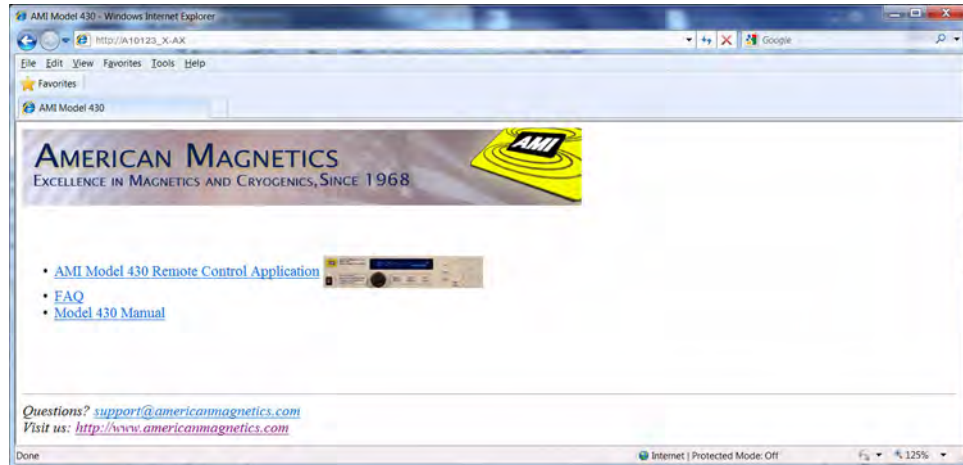 AMI Model 430 - Windows Internet Explorer
http://A10123_X-AX
Google
File Edit View Favorites Tools Help
Favorites
AMI Model 430
AMERICAN MAGNETICS
EXCELLENCE IN MAGNETICS AND CRYOGENICS, SINCE 1968
AMI
• AMI Model 430 Remote Control Application
• FAQ
• Model 430 Manual
Questions? support@americanmagnetics.com
Visit us: http://www.americanmagnetics.com
Done Internet | Protected Mode: Off 125%